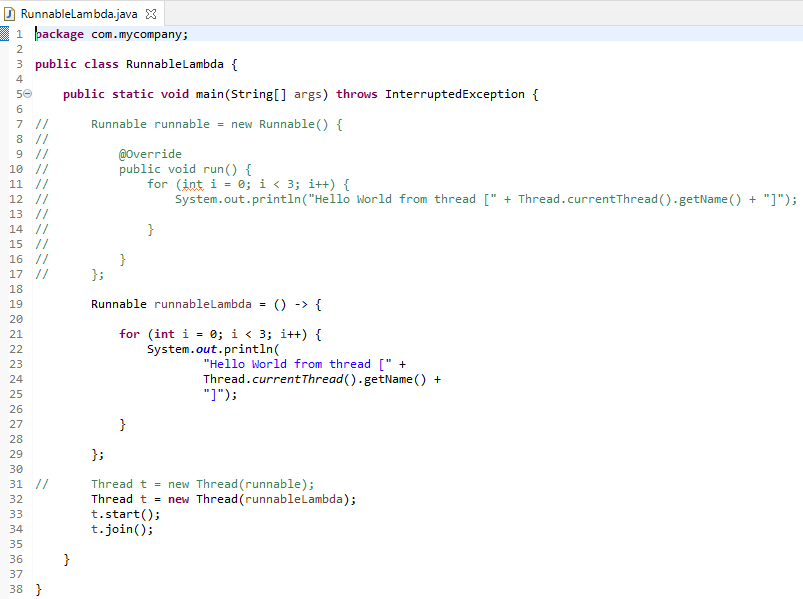 RunnableLambda.java
1 package com.mycompany;
2
3 public class RunnableLambda {
4
5     public static void main(String[] args) throws InterruptedException {
6
7 //      Runnable runnable = new Runnable() {
8 //
9 //          @Override
10 //          public void run() {
11 //              for (int i = 0; i < 3; i++) {
12 //                  System.out.println("Hello World from thread [" + Thread.currentThread().getName() + "]");
13 //
14 //              }
15 //
16 //          }
17 //      };
18
19         Runnable runnableLambda = () -> {
20
21             for (int i = 0; i < 3; i++) {
22                 System.out.println(
23                         "Hello World from thread [" +
24                         Thread.currentThread().getName() +
25                         "]");
26
27             }
28
29         };
30
31 //      Thread t = new Thread(runnable);
32         Thread t = new Thread(runnableLambda);
33         t.start();
34         t.join();
35
36     }
37
38 }